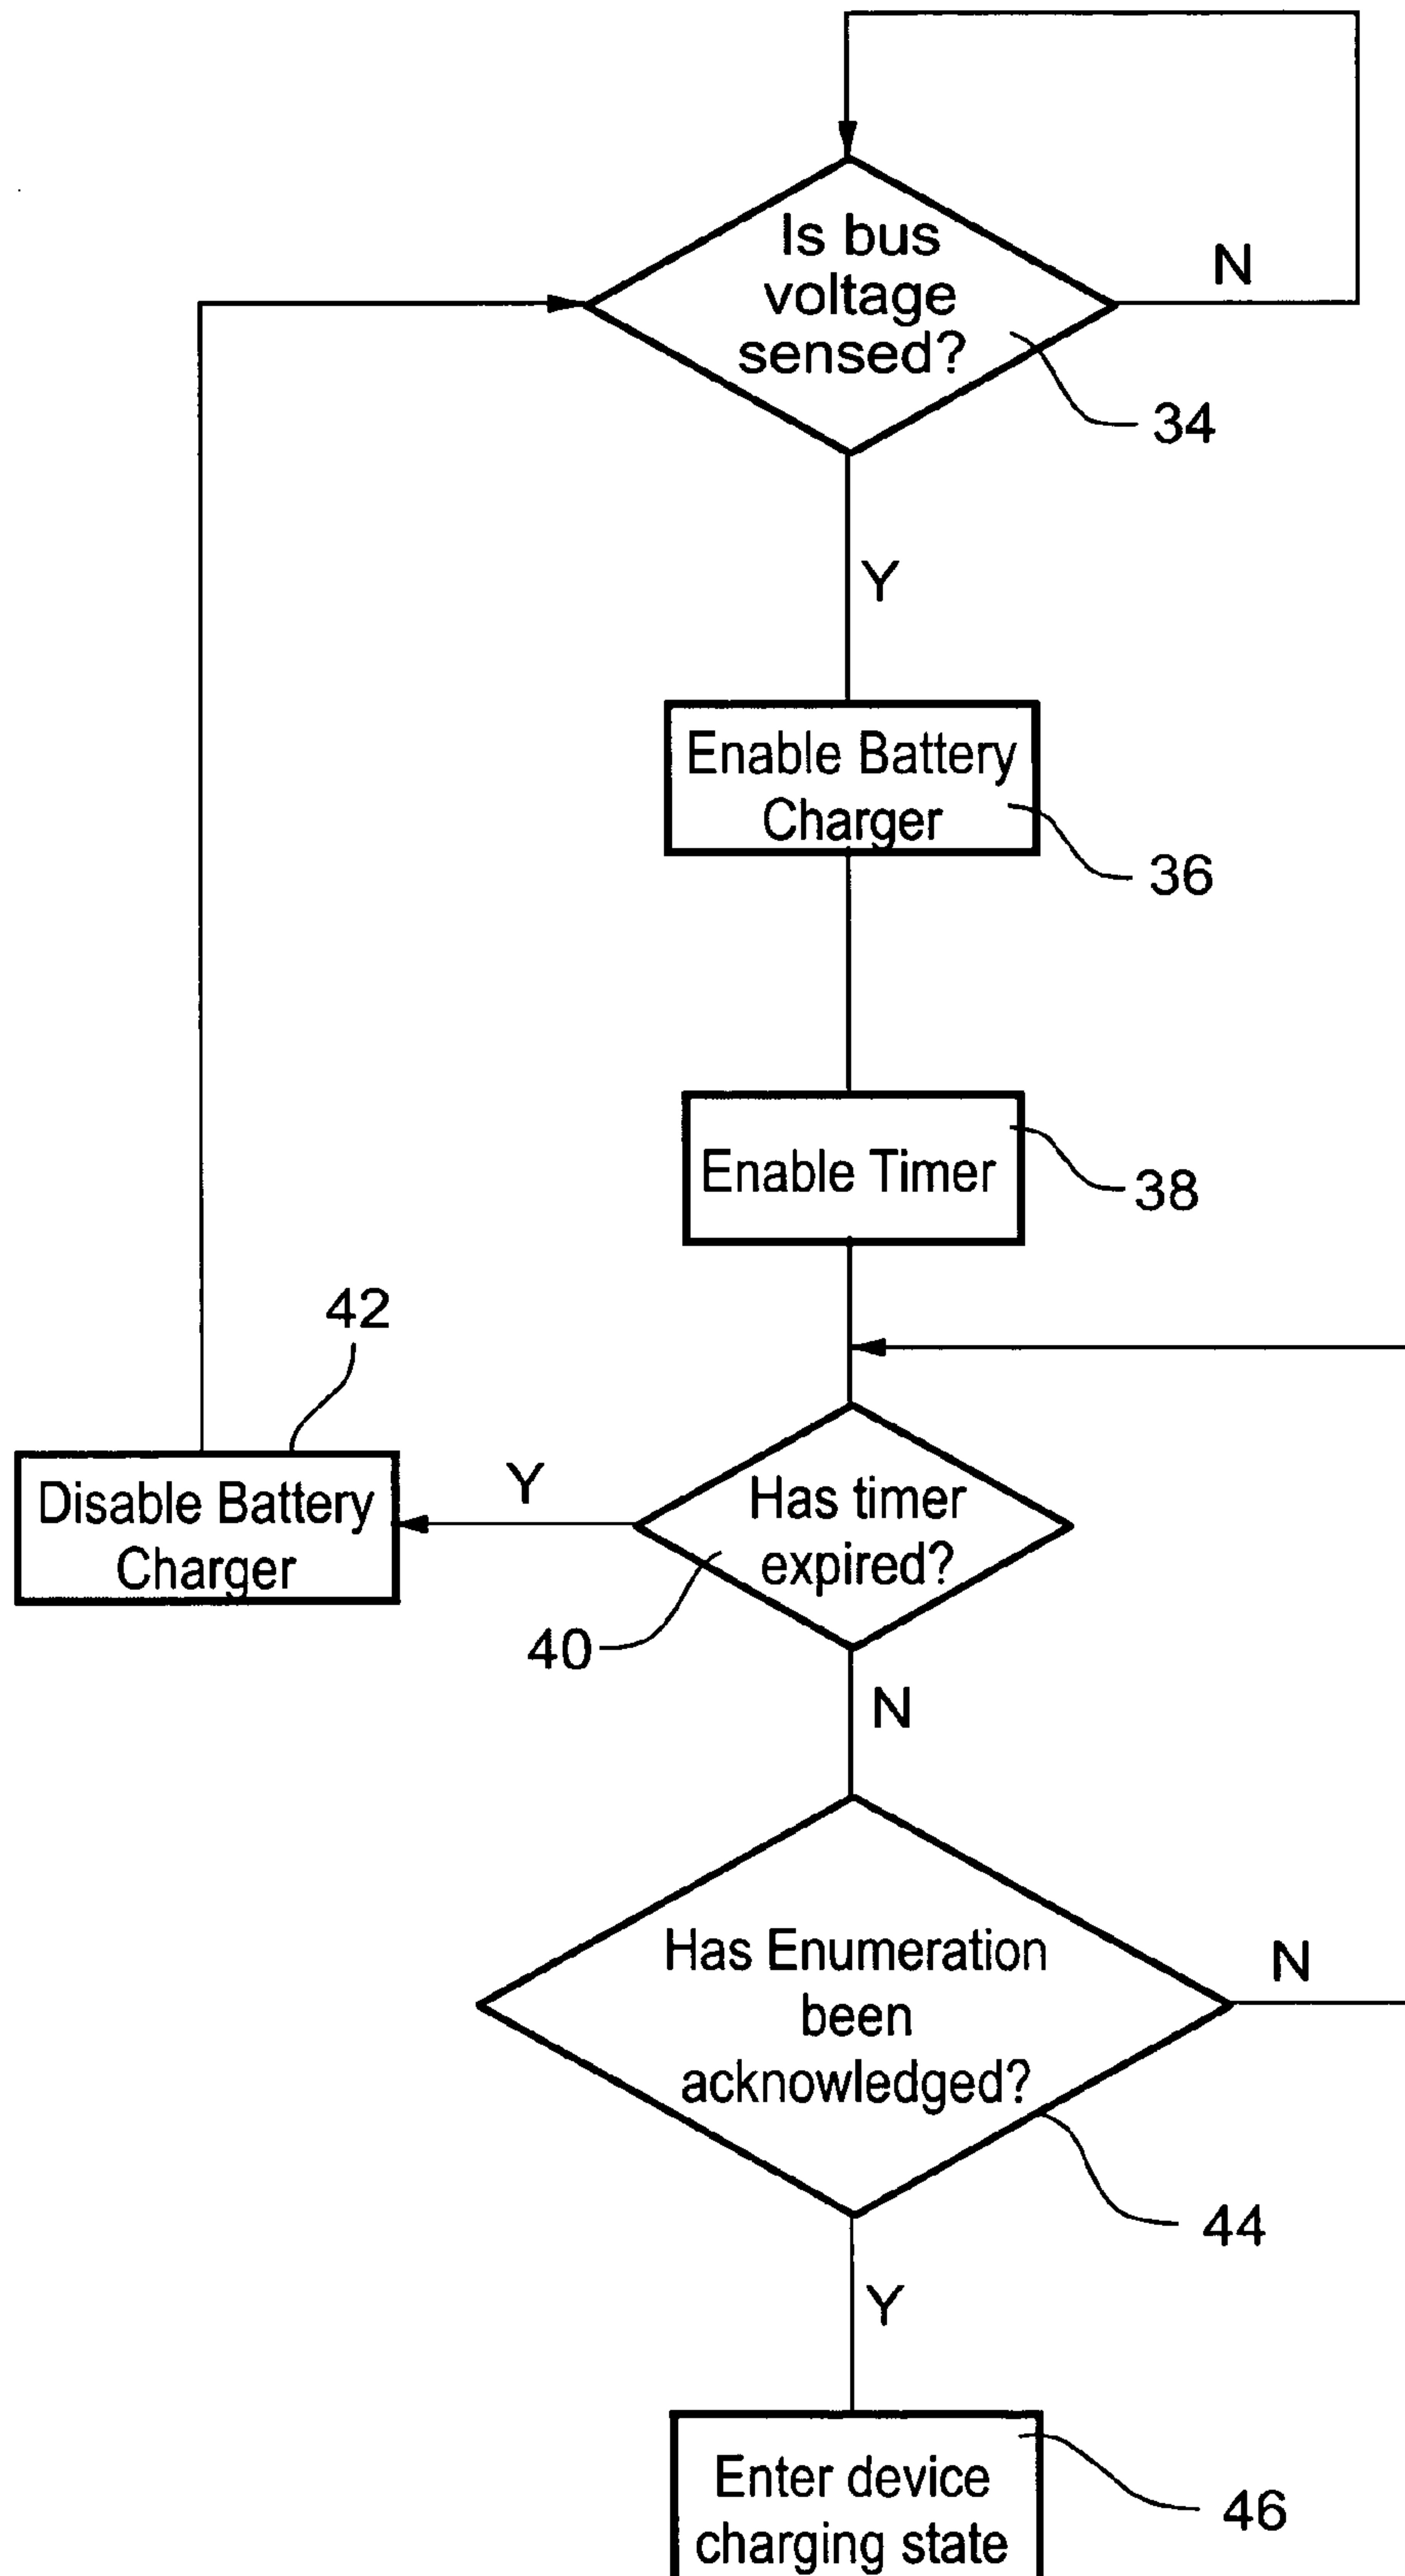 Is bus
voltage
sensed?
N
34
Y
Enable Battery
Charger
36
Enable Timer
38
42
Disable Battery
Charger
Y
Has timer
expired?
40
N
Has Enumeration
been
acknowledged?
N
44
Y
Enter device
charging state
46